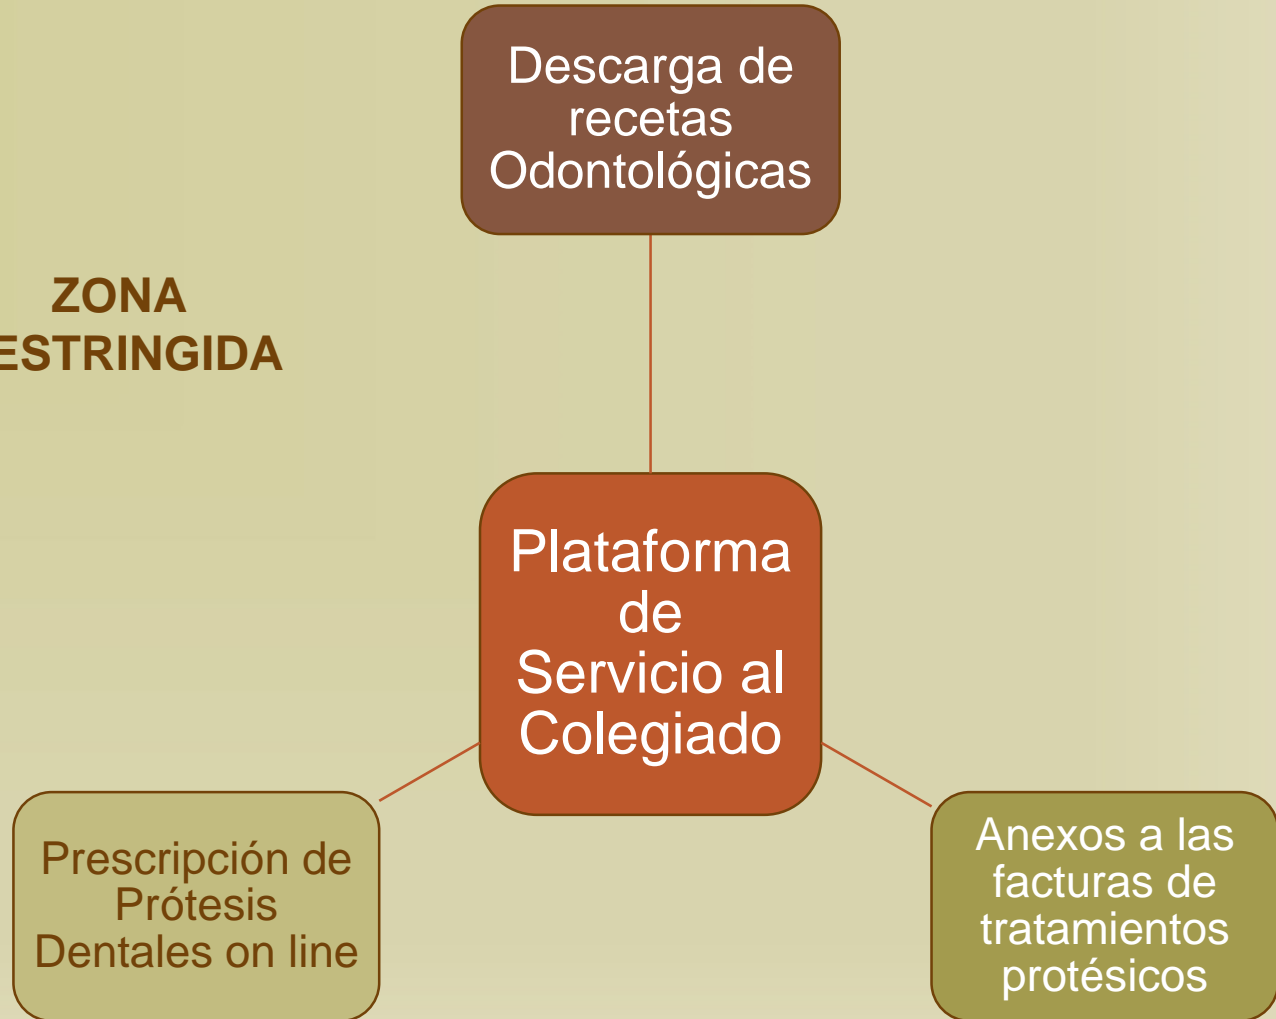 Descarga de
recetas
Odontológicas
ZONA
ESTRINGIDA
Plataforma
de
Servicio al
Colegiado
Prescripción de
Prótesis
Dentales on line
Anexos a las
facturas de
tratamientos
protésicos